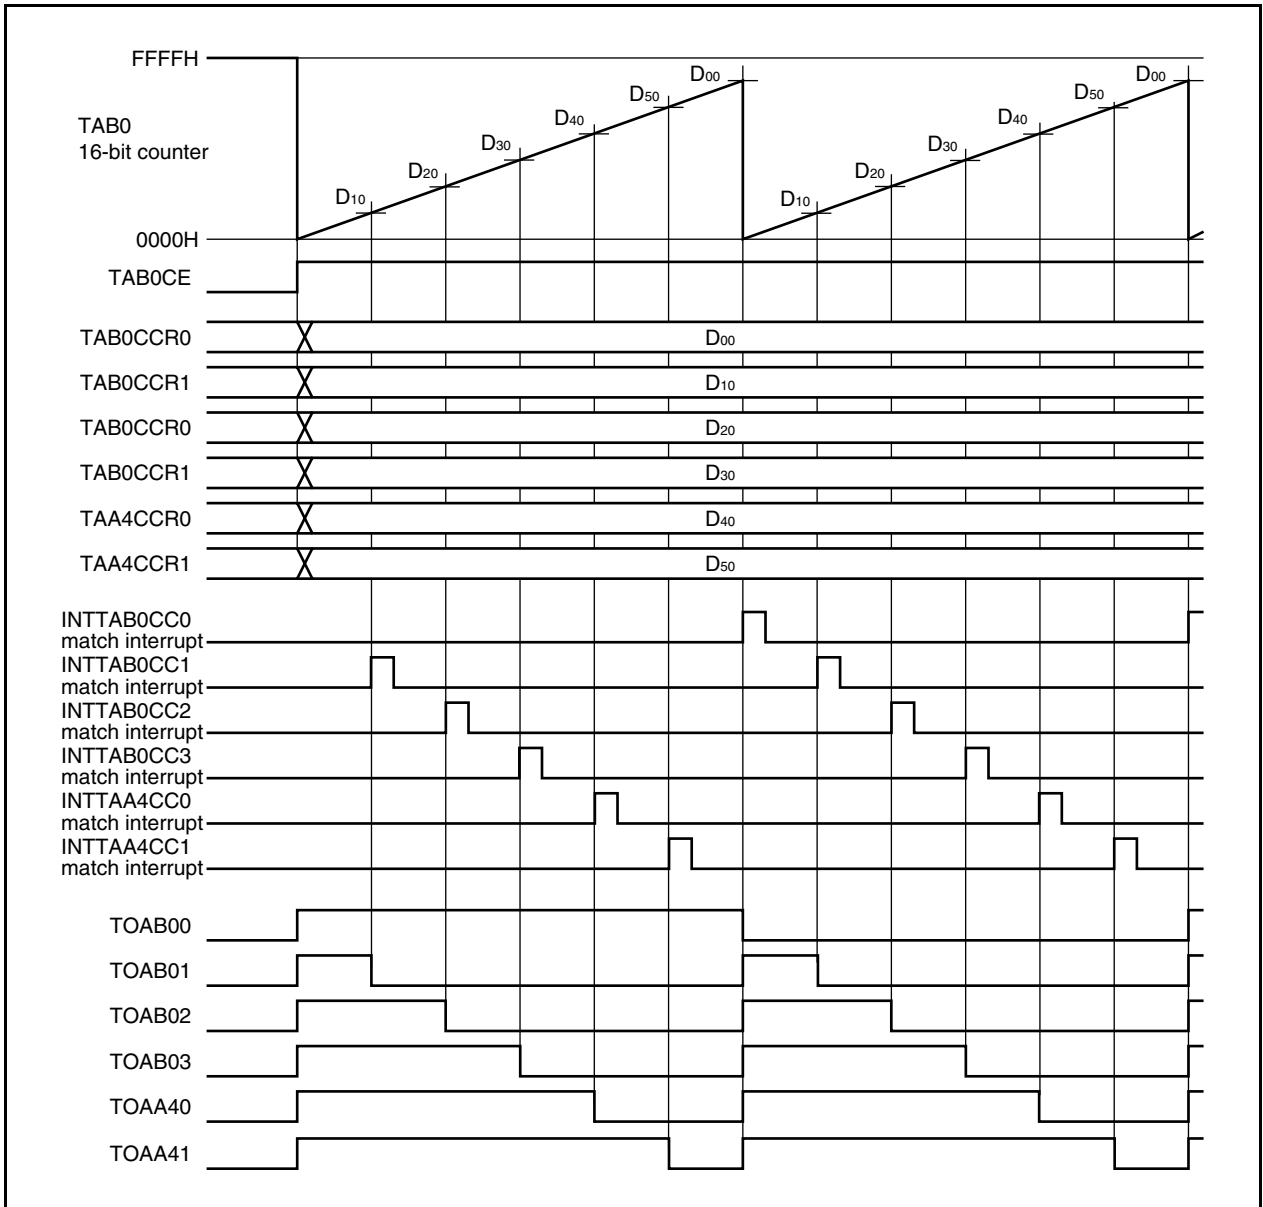 FFFFH
TAB0
16-bit counter
D10
D20
D30
D40
D50
D00
D10
D20
D30
D40
D50
D00
0000H
TAB0CE
TAB0CCR0 D00
TAB0CCR1 D10
TAB0CCR0 D20
TAB0CCR1 D30
TAA4CCR0 D40
TAA4CCR1 D50
INTTAB0CC0
match interrupt
INTTAB0CC1
match interrupt
INTTAB0CC2
match interrupt
INTTAB0CC3
match interrupt
INTTAA4CC0
match interrupt
INTTAA4CC1
match interrupt
TOAB00
TOAB01
TOAB02
TOAB03
TOAA40
TOAA41